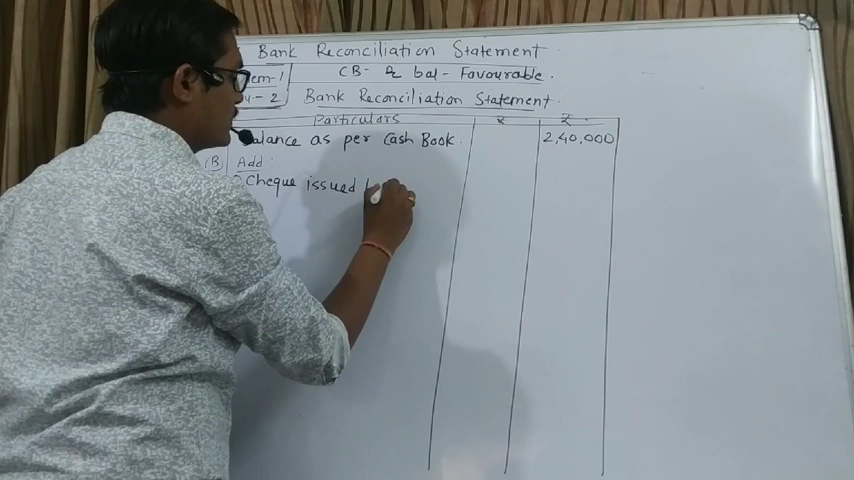 Bank Reconciliation Statement
CB- bal- Favourable.
-2 Bank Reconciliation Statement.
Particulars ₹ ₹
alance as per Cash Book. 2,40,000
Add:
Cheque issued